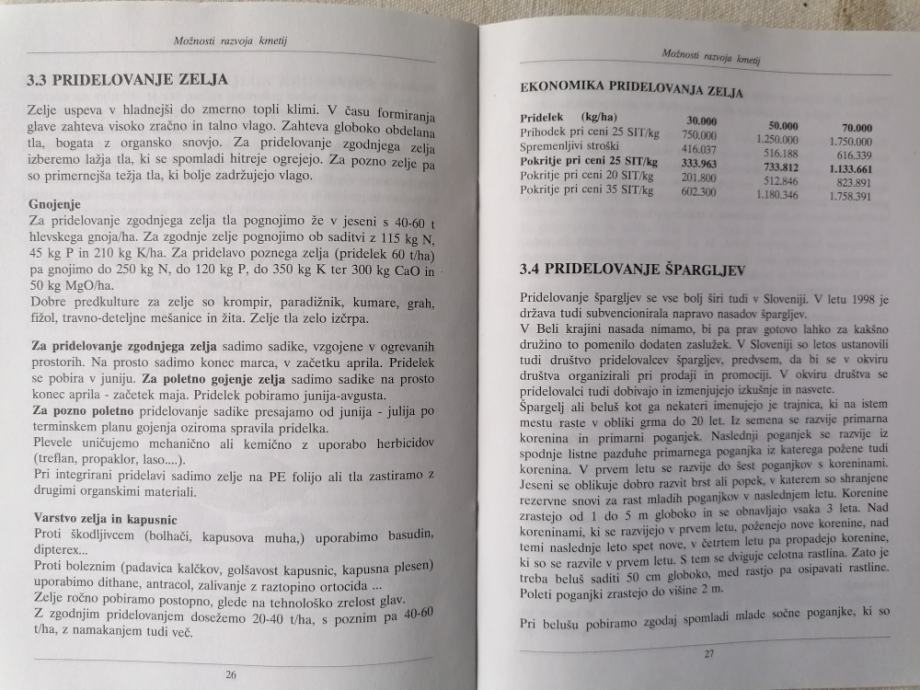 Možnosti razvoja kmetij
3.3 PRIDELOVANJE ZELJA
Zelje uspeva v hladnejši do zmerno topli klimi. V času formiranja
glave zahteva visoko zračno in talno vlago. Zahteva globoko obdelana
tla, bogata z organsko snovjo. Za pridelovanje zgodnjega zelja
izberemo lažja tla, ki se spomladi hitreje ogrejejo. Za pozno zelje pa
so primernejša težja tla, ki bolje zadržujejo vlago.
Gnojenje
Za pridelovanje zgodnjega zelja tla pognojimo že v jeseni s 40-60 t
hlevskega gnoja/ha. Za zgodnje zelje pognojimo ob saditvi z 115 kg N,
45 kg P in 210 kg K/ha. Za pridelavo poznega zelja (pridelek 60 t/ha)
pa gnojimo do 250 kg N, do 120 kg P, do 350 kg K ter 300 kg CaO in
50 kg MgO/ha.
Dobre predkulture za zelje so krompir, paradižnik, kumare, grah,
fižol, travno-deteljne mešanice in žita. Zelje tla zelo izčrpa.
Za pridelovanje zgodnjega zelja sadimo sadike, vzgojene v ogrevanih
prostorih. Na prosto sadimo konec marca, v začetku aprila. Pridelek
se pobira v juniju. Za poletno gojenje zelja sadimo sadike na prosto
konec aprila - začetek maja. Pridelek pobiramo junija-avgusta.
Za pozno poletno pridelovanje sadike presajamo od junija - julija po
terminskem planu gojenja oziroma spravila pridelka.
Plevele uničujemo mehanično ali kemično z uporabo herbicidov
(treflan, propaklor, laso....).
Pri integrirani pridelavi sadimo zelje na PE folijo ali tla zastiramo z
drugimi organskimi materiali.
Varstvo zelja in kapusnic
Proti škodljivcem (bolhači, kapusova muha,) uporabimo basudin,
dipterex...
Proti boleznim (padavica kalčkov, golšavost kapusnic, kapusna plesen)
uporabimo dithane, antracol, zalivanje z raztopino ortocida ...
Zelje ročno pobiramo postopno, glede na tehnološko zrelost glav.
Z zgodnjim pridelovanjem dosežemo 20-40 t/ha, s poznim pa 40-60
t/ha, z namakanjem tudi več.
26
Možnosti razvoja kmetij
EKONOMIKA PRIDELOVANJA ZELJA
Pridelek (kg/ha) 30.000 50.000 70.000
Prihodek pri ceni 25 SIT/kg 750.000 1.250.000 1.750.000
Spremenljivi stroški 416.037 516.188 616.339
Pokritje pri ceni 25 SIT/kg 333.963 733.812 1.133.661
Pokritje pri ceni 20 SIT/kg 201.800 512.846 823.891
Pokritje pri ceni 35 SIT/kg 602.300 1.180.346 1.758.391
3.4 PRIDELOVANJE ŠPARGLJEV
Pridelovanje špargljev se vse bolj širi tudi v Sloveniji. V letu 1998 je
država tudi subvencionirala napravo nasadov špargljev.
V Beli krajini nasada nimamo, bi pa prav gotovo lahko za kakšno
družino to pomenilo dodaten zaslužek. V Sloveniji so letos ustanovili
tudi društvo pridelovalcev špargljev, predvsem, da bi se v okviru
društva organizirali pri prodaji in promociji. V okviru društva se
pridelovalci tudi dobivajo in izmenjujejo izkušnje in nasvete.
Špargelj ali beluš kot ga nekateri imenujejo je trajnica, ki na istem
mestu raste v obliki grma do 20 let. Iz semena se razvije primarna
korenina in primarni poganjek. Naslednji poganjek se razvije iz
spodnje listne pazduhe primarnega poganjka iz katerega požene tudi
korenina. V prvem letu se razvije do šest poganjkov s koreninami.
Jeseni se oblikuje dobro razvit brst ali popek, v katerem so shranjene
rezervne snovi za rast mladih poganjkov v naslednjem letu. Korenine
zrastejo od 1 do 5 m globoko in se obnavljajo vsaka 3 leta. Nad
koreninami, ki se razvijejo v prvem letu, poženejo nove korenine, nad
temi naslednje leto spet nove, v četrtem letu pa propadejo korenine,
ki so se razvile v prvem letu. S tem se dviguje celotna rastlina. Zato je
treba beluš saditi 50 cm globoko, med rastjo pa osipavati rastline.
Poleti poganjki zrastejo do višine 2 m.
Pri belušu pobiramo zgodaj spomladi mlade sočne poganjke, ki so
27